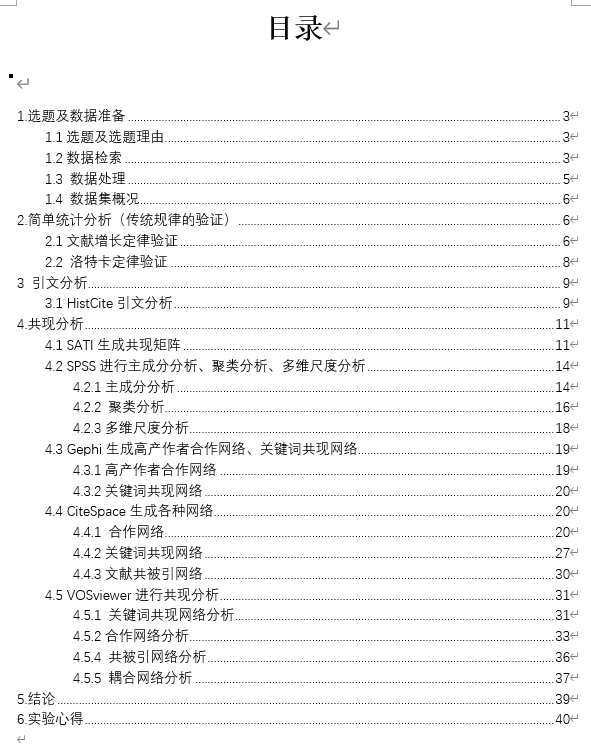 目录
1.选题及数据准备 3
1.1 选题及选题理由 3
1.2 数据检索 3
1.3 数据处理 5
1.4 数据集概况 6
2.简单统计分析（传统规律的验证） 6
2.1 文献增长定律验证 6
2.2 洛特卡定律验证 8
3 引文分析 9
3.1 HistCite 引文分析 9
4.共现分析 11
4.1 SATI 生成共现矩阵 11
4.2 SPSS 进行主成分分析、聚类分析、多维尺度分析 14
4.2.1 主成分分析 14
4.2.2 聚类分析 16
4.2.3 多维尺度分析 18
4.3 Gephi 生成高产作者合作网络、关键词共现网络 19
4.3.1 高产作者合作网络 19
4.3.2 关键词共现网络 20
4.4 CiteSpace 生成各种网络 20
4.4.1 合作网络 20
4.4.2 关键词共现网络 27
4.4.3 文献共被引网络 30
4.5 VOSviewer 进行共现分析 31
4.5.1 关键词共现网络分析 31
4.5.2 合作网络分析 33
4.5.4 共被引网络分析 36
4.5.5 耦合网络分析 37
5.结论 39
6.实验心得 40